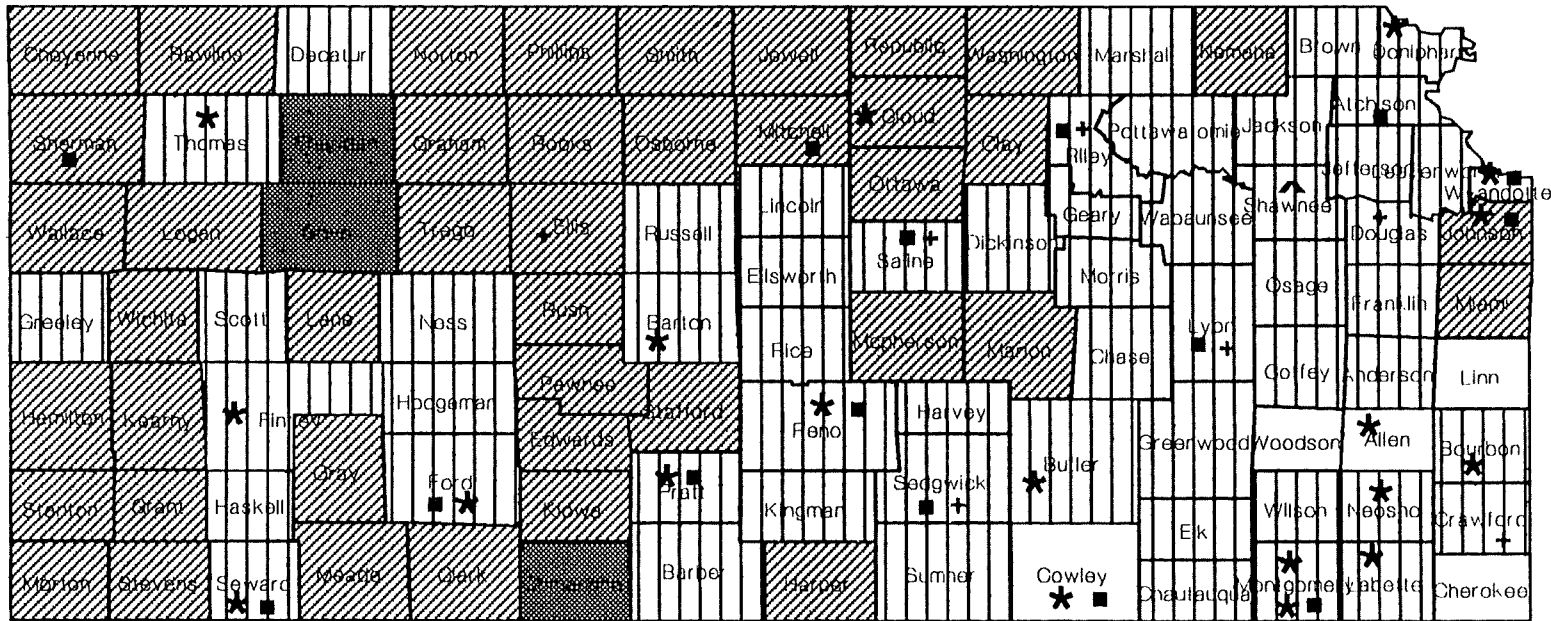 Cheyenne Rawlins Decatur Norton Phillips Smith Jewell Republic Washington Marshall Nemaha Brown Doniphan
Atchison
Sherman Thomas Sheridan Graham Rooks Osborne Mitchell Cloud Clay Riley Pottawatomie Jackson
Jefferson Leavenworth
Wyandotte
Ottawa
Lincoln Geary Wabaunsee Shawnee
Wallace Logan Gove Trego Ellis Russell Saline Dickinson Douglas Johnson
Ellsworth Morris
Osage
Greeley Wichita Scott Lane Ness Rush Barton Franklin Miami
Rice Mcpherson Marion Chase Lyon
Coffey Anderson Linn
Hamilton Kearny Finney Hodgeman Pawnee Stafford
Reno Harvey
Edwards Greenwood Woodson Allen Bourbon
Gray Butler
Ford Pratt Sedgwick
Stanton Grant Haskell Kiowa Kingman Wilson Neosho Crawford
Elk
Morton Stevens Seward Meade Clark Comanche Barber Harper Sumner Cowley Chautauqua Montgomery Labette Cherokee